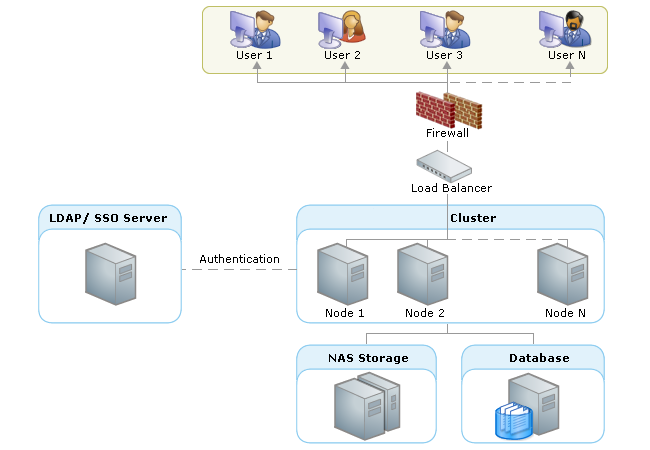 User 1
User 2
User 3
User N
Firewall
Load Balancer
LDAP/ SSO Server
Cluster
Authentication
Node 1
Node 2
Node N
NAS Storage
Database